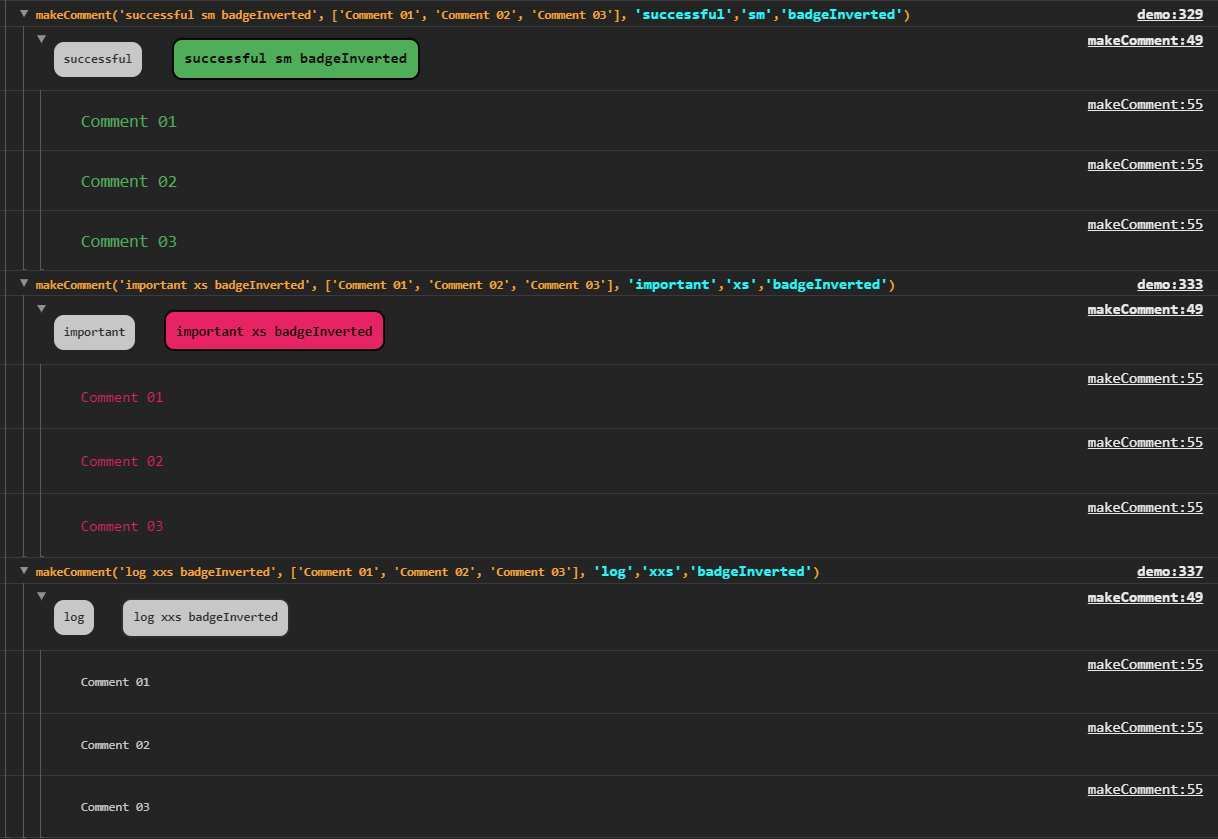 makeComment('successful sm badgeInverted', ['Comment 01', 'Comment 02', 'Comment 03'], 'successful','sm','badgeInverted') demo:329
makeComment:49
successful successful sm badgeInverted
makeComment:55
Comment 01
makeComment:55
Comment 02
makeComment:55
Comment 03
makeComment('important xs badgeInverted', ['Comment 01', 'Comment 02', 'Comment 03'], 'important','xs','badgeInverted') demo:333
makeComment:49
important important xs badgeInverted
makeComment:55
Comment 01
makeComment:55
Comment 02
makeComment:55
Comment 03
makeComment('log xxs badgeInverted', ['Comment 01', 'Comment 02', 'Comment 03'], 'log','xxs','badgeInverted') demo:337
makeComment:49
log log xxs badgeInverted
makeComment:55
Comment 01
makeComment:55
Comment 02
makeComment:55
Comment 03